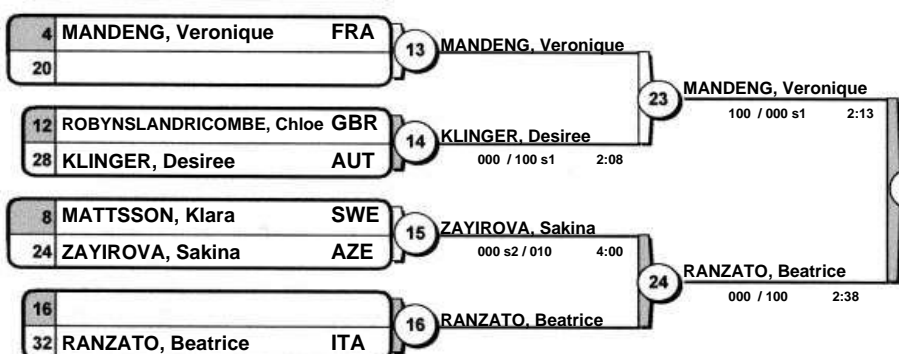 4 MANDENG, Veronique FRA
20
13 MANDENG, Veronique
12 ROBYNSLANDRICOMBE, Chloe GBR
28 KLINGER, Desiree AUT
14 KLINGER, Desiree
000 / 100 s1 2:08
23 MANDENG, Veronique
100 / 000 s1 2:13
8 MATTSSON, Klara SWE
24 ZAYIROVA, Sakina AZE
15 ZAYIROVA, Sakina
000 s2 / 010 4:00
16
32 RANZATO, Beatrice ITA
16 RANZATO, Beatrice
24 RANZATO, Beatrice
000 / 100 2:38